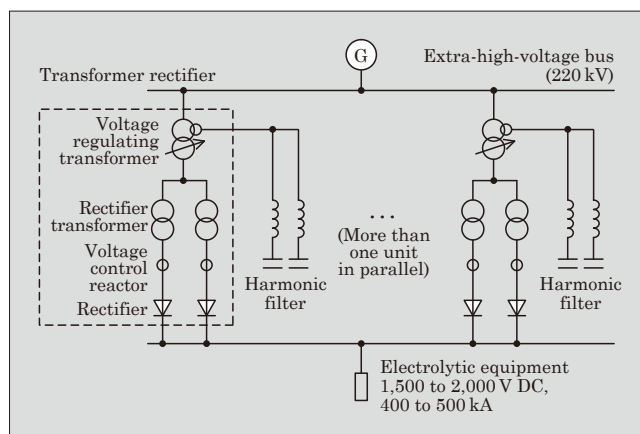 G
Extra-high-voltage bus
(220 kV)
Transformer rectifier
Voltage
regulating
transformer
Rectifier
transformer
Voltage
control
reactor
Rectifier
Harmonic
filter
...
(More than
one unit
in parallel)
Harmonic
filter
Electrolytic equipment
1,500 to 2,000 V DC,
400 to 500 kA